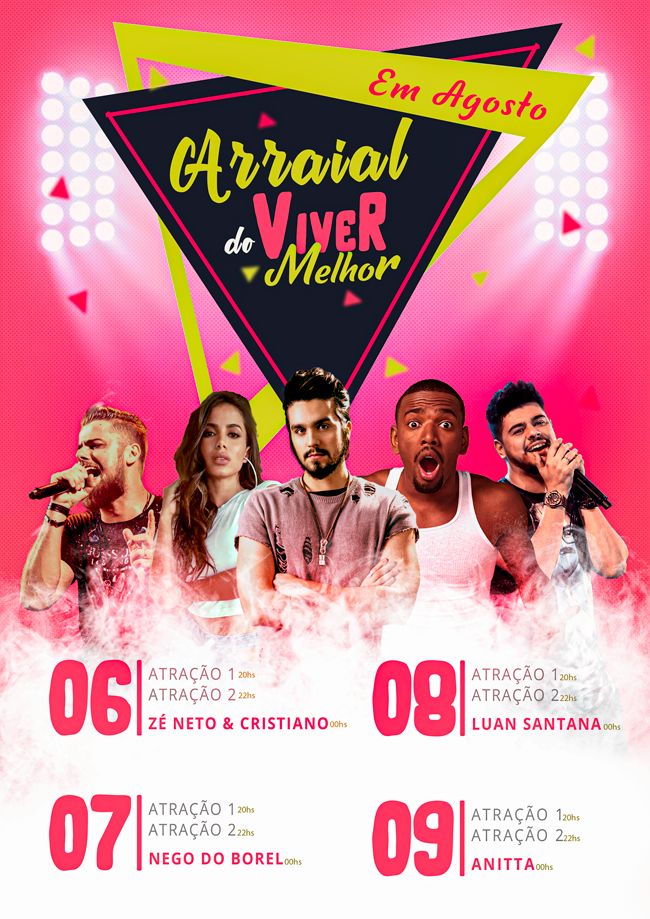 Em Agosto
Arraial
do VIVER
Melhor
06
ATRAÇÃO 1 20hs
ATRAÇÃO 2 22hs
ZÉ NETO & CRISTIANO 00hs
08
ATRAÇÃO 1 20hs
ATRAÇÃO 2 22hs
LUAN SANTANA 00hs
07
ATRAÇÃO 1 20hs
ATRAÇÃO 2 22hs
NEGO DO BOREL 00hs
09
ATRAÇÃO 1 20hs
ATRAÇÃO 2 22hs
ANITTA 00hs